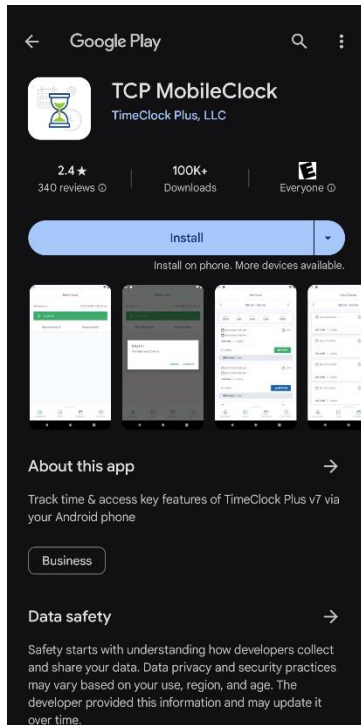 Google Play
TCP MobileClock
TimeClock Plus, LLC
2.4★
340 reviews
100K+
Downloads
E
Everyone
Install
Install on phone. More devices available.
About this app
Track time & access key features of TimeClock Plus v7 via
your Android phone
Business
Data safety
Safety starts with understanding how developers collect
and share your data. Data privacy and security practices
may vary based on your use, region, and age. The
developer provided this information and may update it
over time.